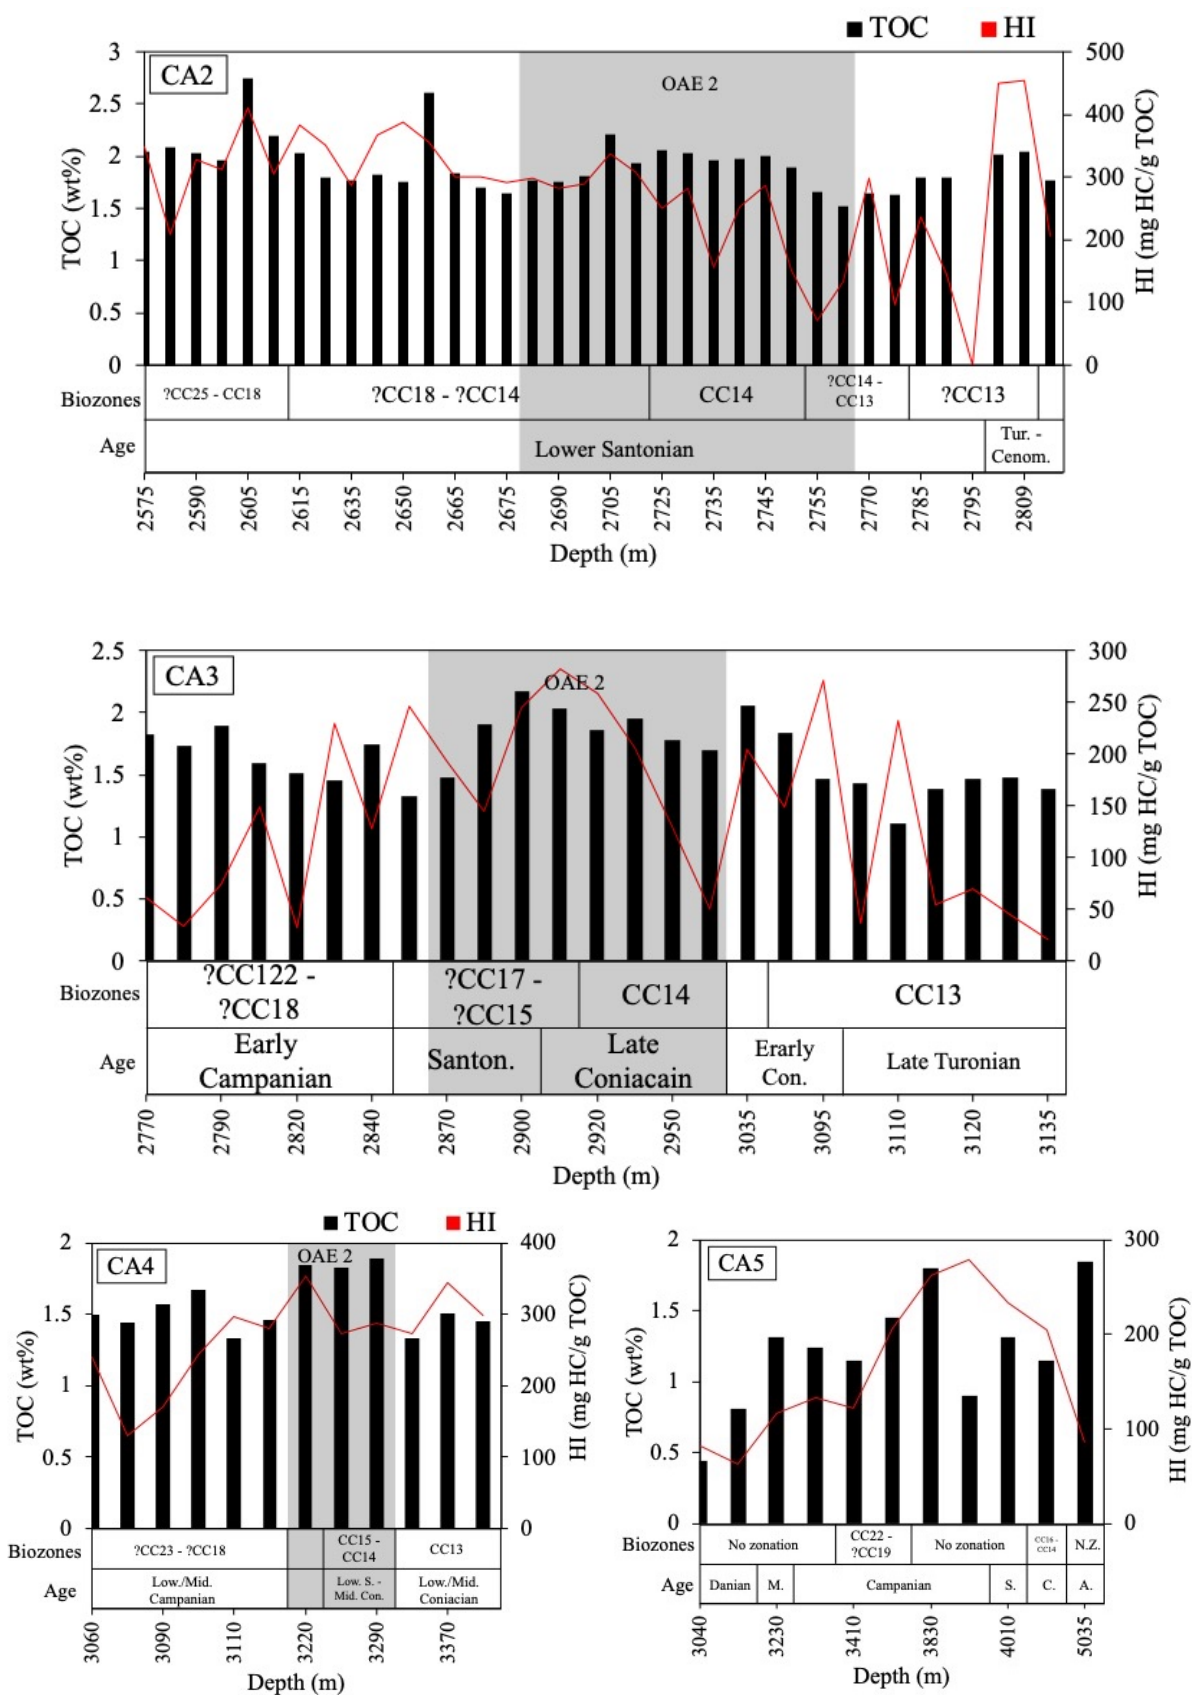 TOC HI
CA2
OAE 2
3
2.5
2
1.5
1
0.5
0
TOC (wt%)
500
400
300
200
100
0
HI (mg HC/g TOC)
Biozones ?CC25 - CC18 ?CC18 - ?CC14 CC14 ?CC14 - CC13 ?CC13
Age Lower Santonian Tur. - Cenom.
2575 2590 2605 2615 2635 2650 2665 2675 2690 2705 2725 2735 2745 2755 2770 2785 2795 2809
Depth (m)
CA3
OAE 2
2.5
2
1.5
1
0.5
0
TOC (wt%)
300
250
200
150
100
50
0
HI (mg HC/g TOC)
Biozones ?CC122 - ?CC18 ?CC17 - ?CC15 CC14 CC13
Age Early Campanian Santon. Late Coniacain Erarly Con. Late Turonian
2770 2790 2820 2840 2870 2900 2920 2950 3035 3095 3110 3120 3135
Depth (m)
TOC HI
CA4
OAE 2
2
1.5
1
0.5
0
TOC (wt%)
400
300
200
100
0
HI (mg HC/g TOC)
Biozones ?CC23 - ?CC18 CC15 - CC14 CC13
Age Low./Mid. Campanian Low. S. - Mid. Con. Low./Mid. Coniacian
3060 3090 3110 3220 3290 3370
Depth (m)
CA5
2
1.5
1
0.5
0
TOC (wt%)
300
200
100
0
HI (mg HC/g TOC)
Biozones No zonation CC22 - ?CC19 No zonation CC16 - CC14 N.Z.
Age Danian M. Campanian S. C. A.
3040 3230 3410 3830 4010 5035
Depth (m)